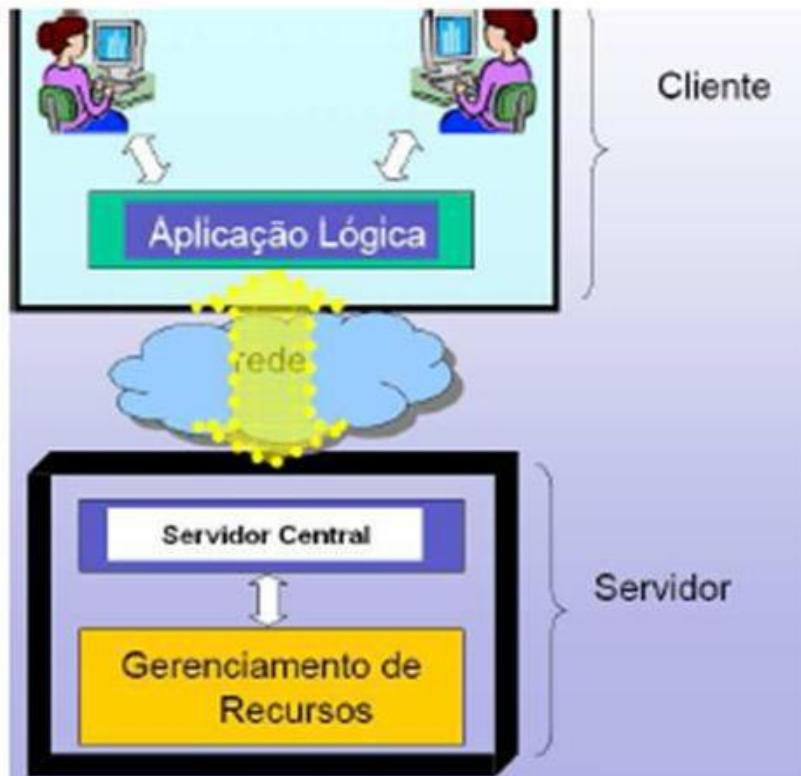 Cliente
Aplicação Lógica
rede
Servidor Central
Servidor
Gerenciamento de
Recursos